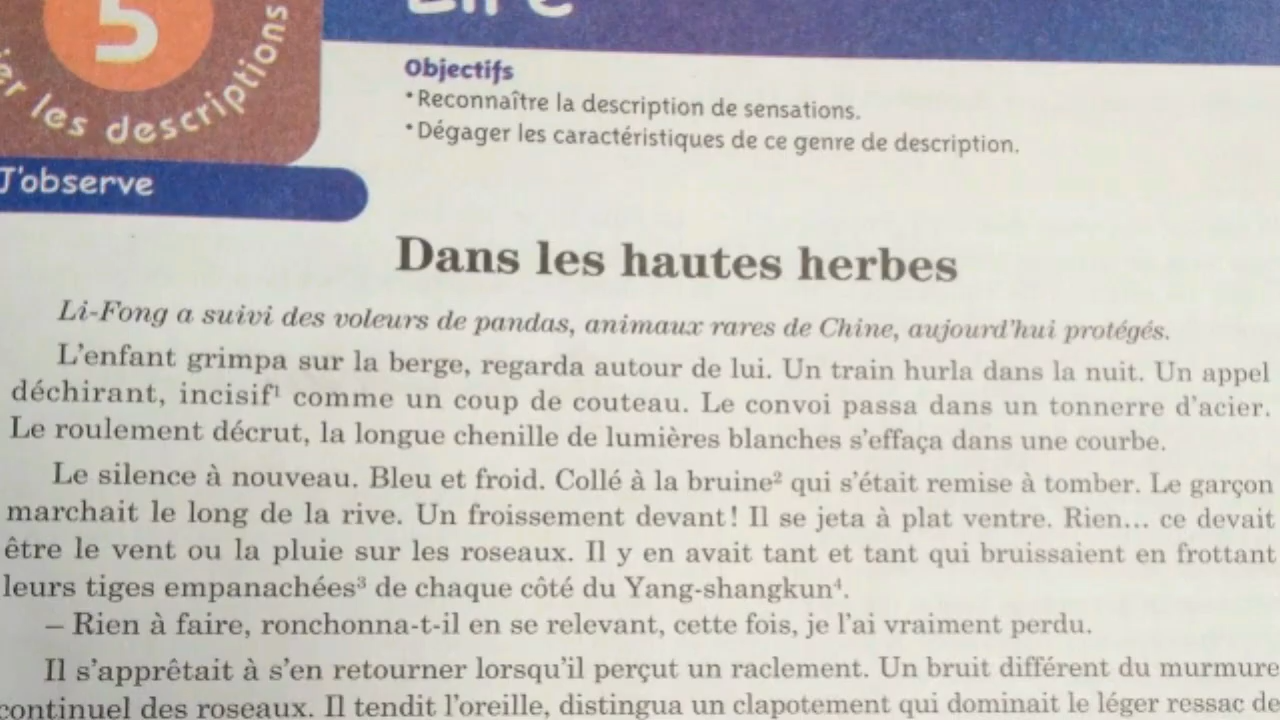 5
les descriptions
Objectifs
• Reconnaître la description de sensations.
• Dégager les caractéristiques de ce genre de description.
J'observe
Dans les hautes herbes
Li-Fong a suivi des voleurs de pandas, animaux rares de Chine, aujourd'hui protégés.
L'enfant grimpa sur la berge, regarda autour de lui. Un train hurla dans la nuit. Un appel
déchirant, incisif¹ comme un coup de couteau. Le convoi passa dans un tonnerre d'acier.
Le roulement décrut, la longue chenille de lumières blanches s'effaça dans une courbe.
Le silence à nouveau. Bleu et froid. Collé à la bruine² qui s'était remise à tomber. Le garçon
marchait le long de la rive. Un froissement devant! Il se jeta à plat ventre. Rien... ce devait
être le vent ou la pluie sur les roseaux. Il y en avait tant et tant qui bruissaient en frottant
leurs tiges empanachées³ de chaque côté du Yang-shangkun⁴.
– Rien à faire, ronchonna-t-il en se relevant, cette fois, je l'ai vraiment perdu.
Il s'apprêtait à s'en retourner lorsqu'il perçut un raclement. Un bruit différent du murmure
continuel des roseaux. Il tendit l'oreille, distingua un clapotement qui dominait le léger ressac de